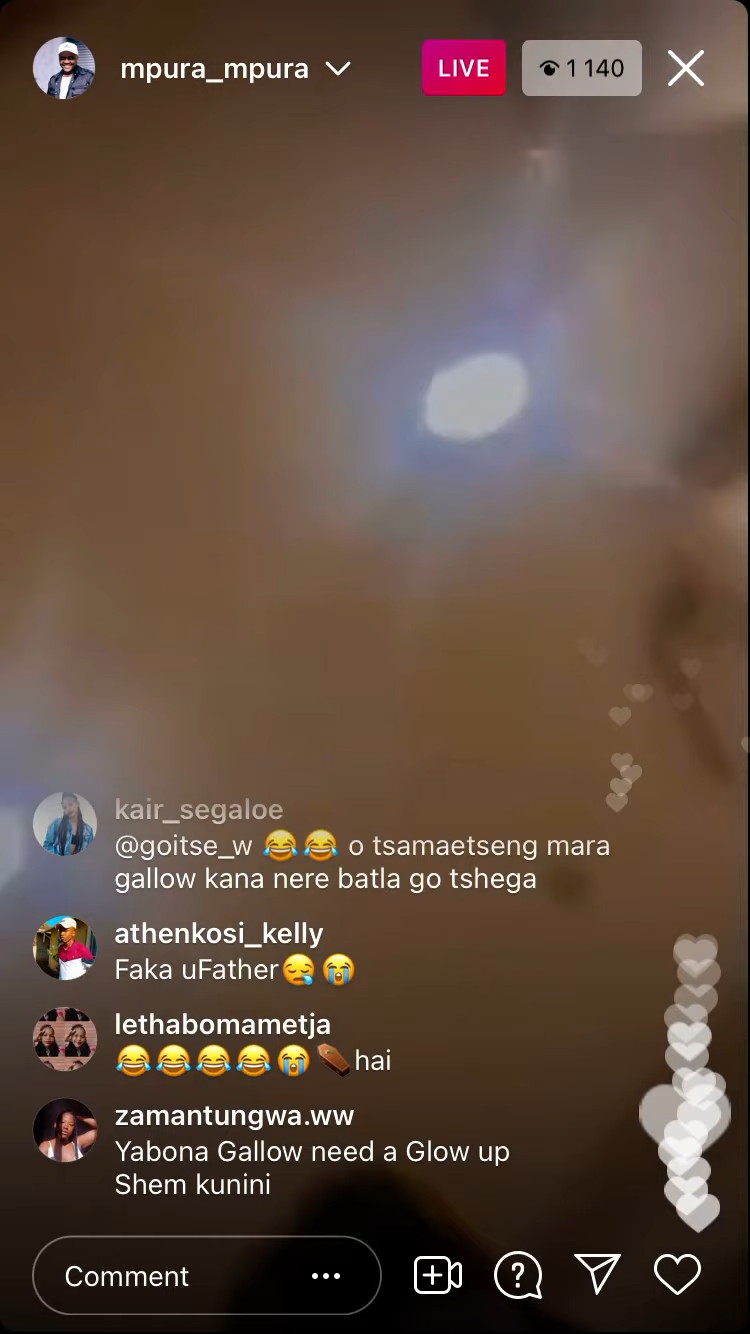 mpura_mpura
LIVE
1 140
kair_segaloe
@goitse_w 😂😂 o tsamaetseng mara
gallow kana nere batla go tshega
athenkosi_kelly
Faka uFather😪😭
lethabomametja
😂😂😂😂😭⚰️hai
zamantungwa.ww
Yabona Gallow need a Glow up
Shem kunini
Comment